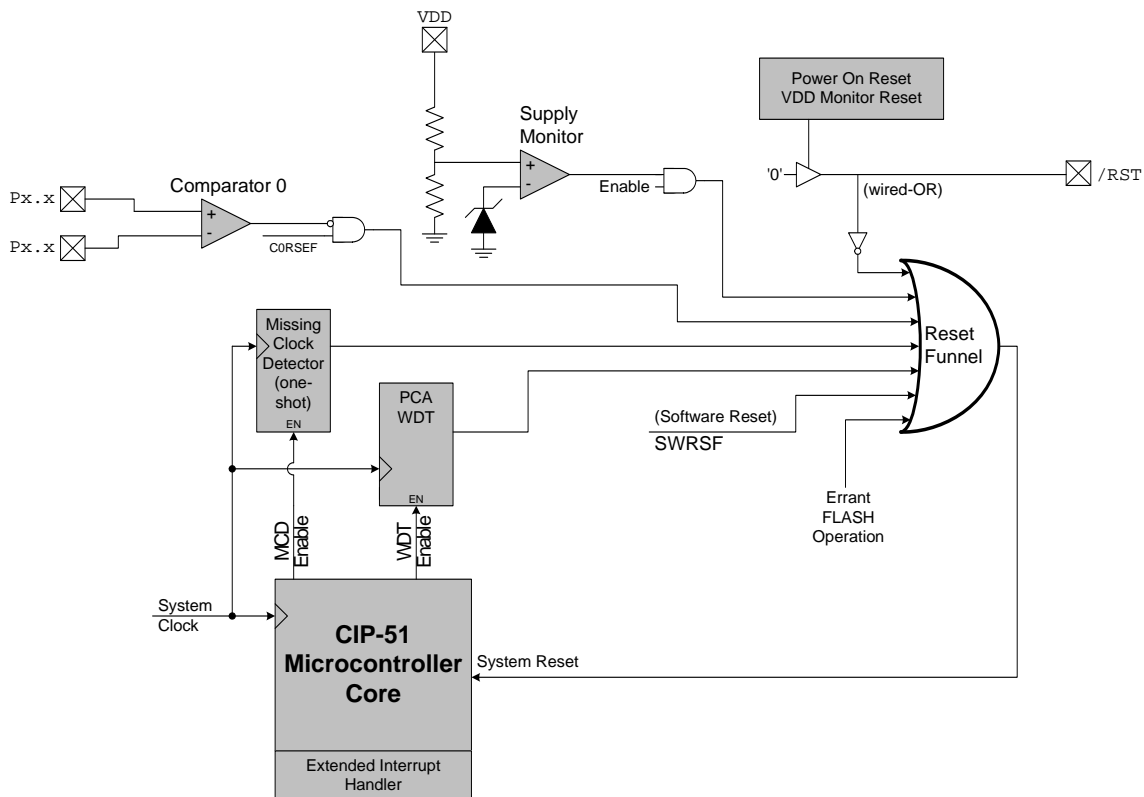 VDD
Power On Reset
VDD Monitor Reset
Supply
Monitor
+
-
Enable
'0'
(wired-OR)
/RST
Comparator 0
Px.x
Px.x
+
-
C0RSEF
Missing
Clock
Detector
(one-
shot)
EN
PCA
WDT
EN
Reset
Funnel
(Software Reset)
SWRSF
Errant
FLASH
Operation
MCD
Enable
WDT
Enable
System
Clock
CIP-51
Microcontroller
Core
System Reset
Extended Interrupt
Handler